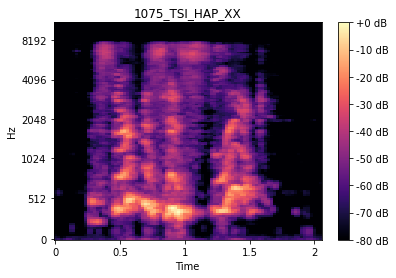 1075_TSI_HAP_XX
+0 dB
8192
-10 dB
4096
-20 dB
-30 dB
2048
Hz
-40 dB
1024
-50 dB
512
-60 dB
-70 dB
0
-80 dB
0
0.5
1
1.5
2
Time